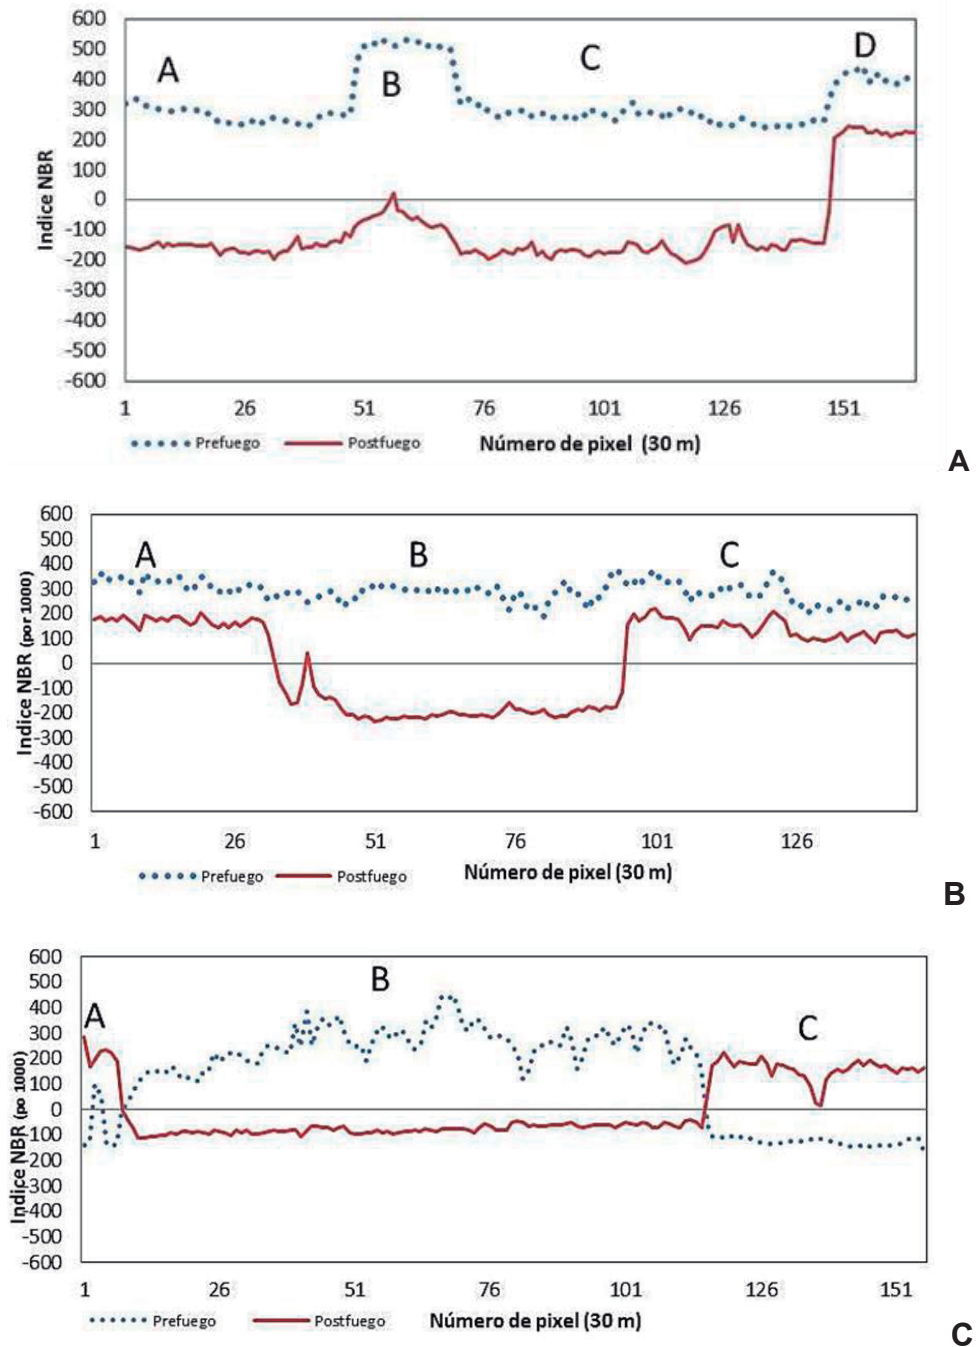 600
500
400
300
200
100
0
-100
-200
-300
-400
-500
-600
Indice NBR
A
B
C
D
1 26 51 76 101 126 151
Prefuego Postfuego Número de pixel (30 m)
A
600
500
400
300
200
100
0
-100
-200
-300
-400
-500
-600
Indice NBR (por 1000)
A
B
C
1 26 51 76 101 126
Prefuego Postfuego Número de pixel (30 m)
B
600
500
400
300
200
100
0
-100
-200
-300
-400
-500
-600
Indice NBR (po 1000)
A
B
C
1 26 51 76 101 126 151
Prefuego Postfuego Número de pixel (30 m)
C